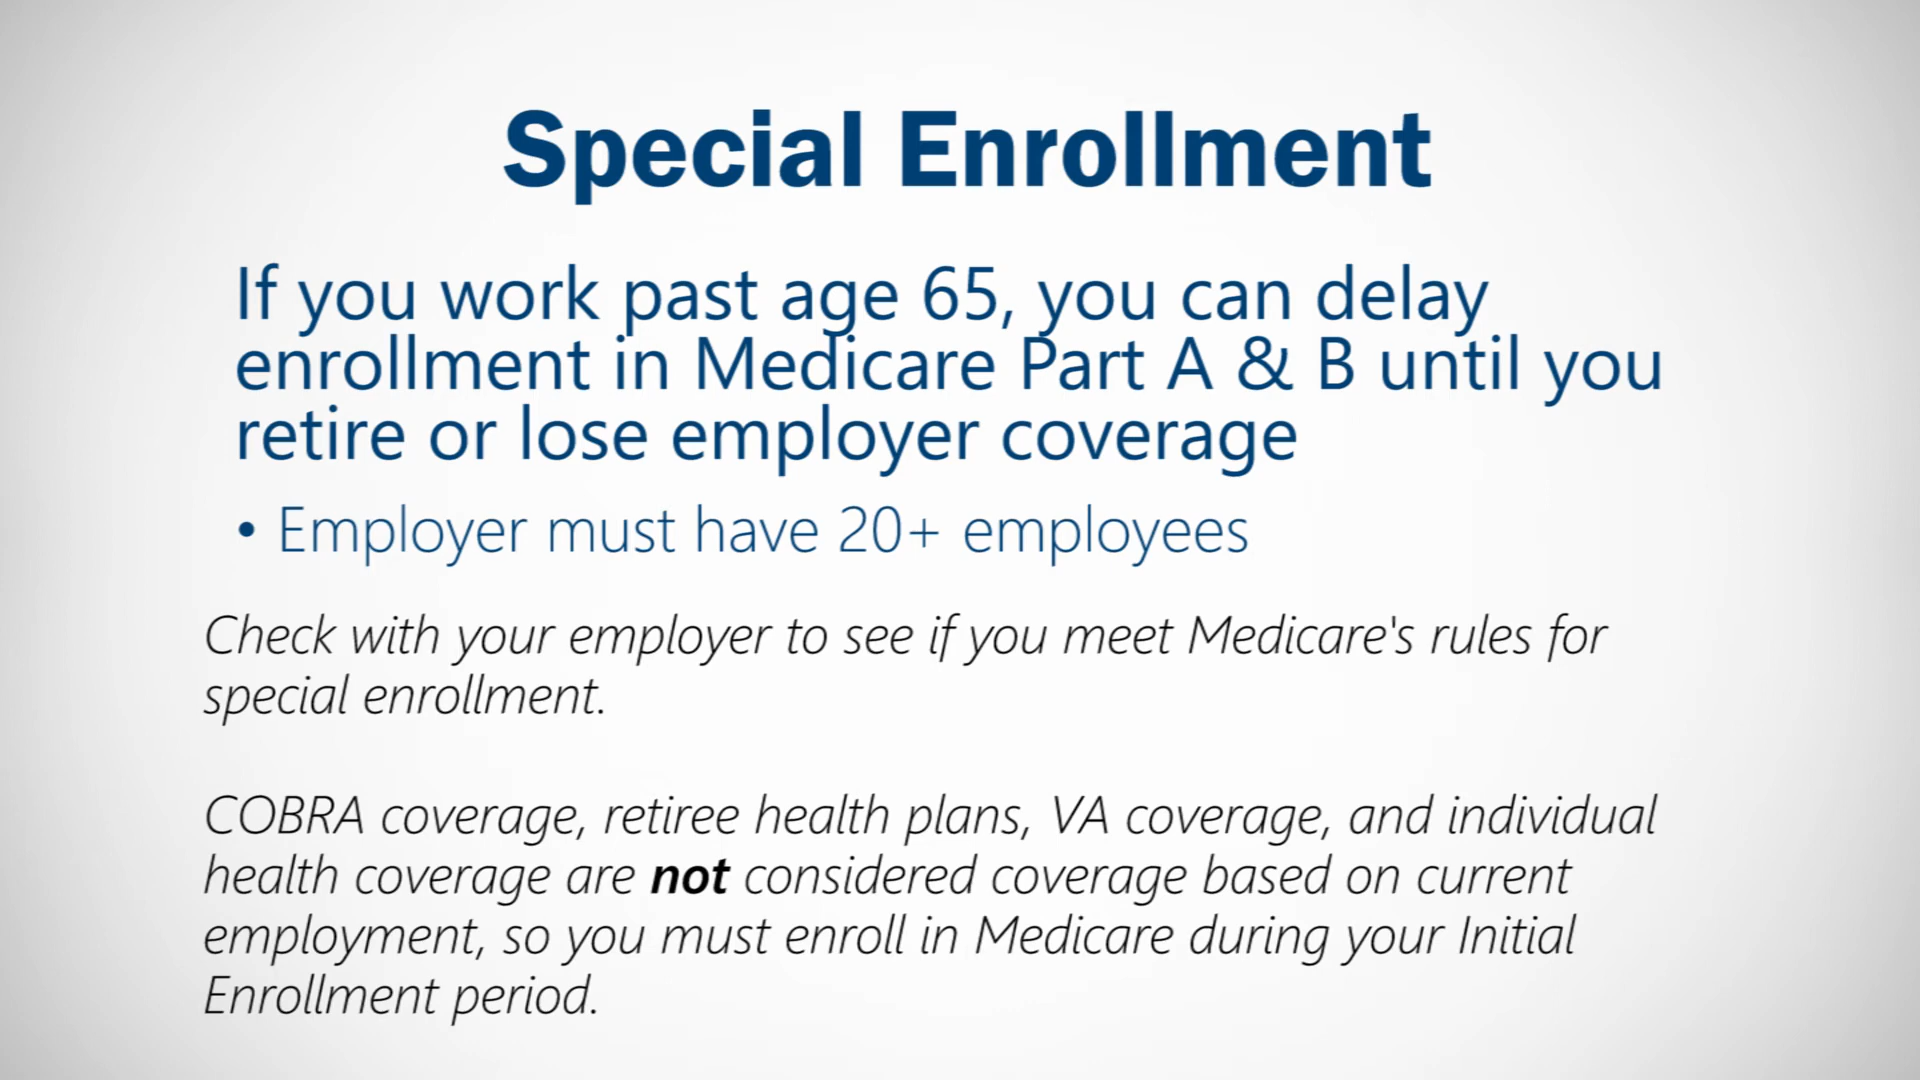 Special Enrollment
If you work past age 65, you can delay
enrollment in Medicare Part A & B until you
retire or lose employer coverage
• Employer must have 20+ employees
Check with your employer to see if you meet Medicare's rules for
special enrollment.
COBRA coverage, retiree health plans, VA coverage, and individual
health coverage are not considered coverage based on current
employment, so you must enroll in Medicare during your Initial
Enrollment period.